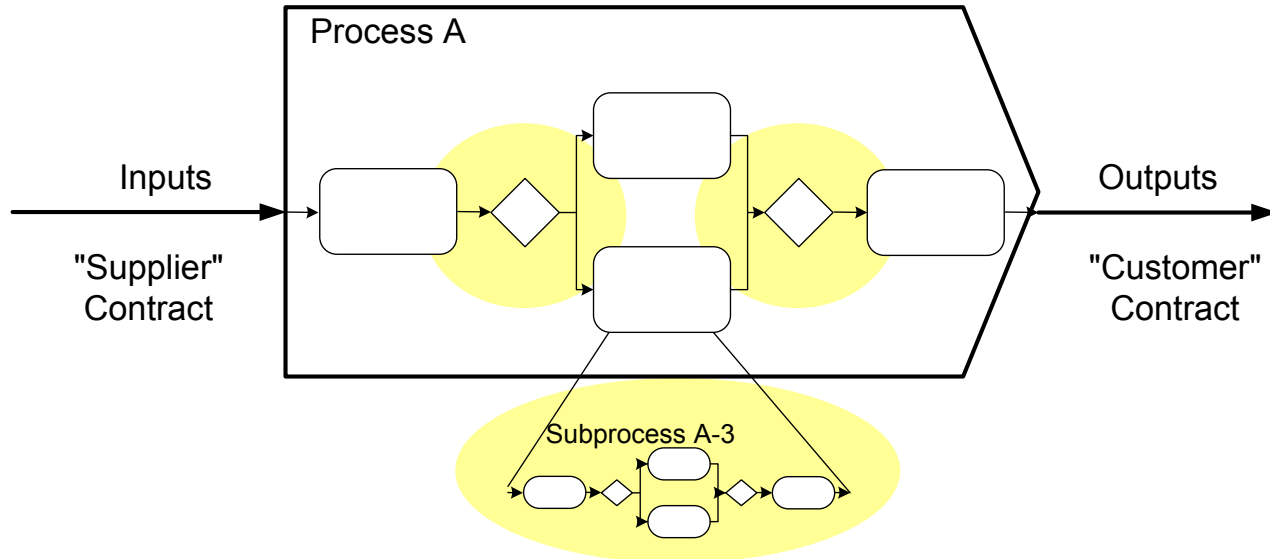 Process A
Inputs
"Supplier"
Contract
Outputs
"Customer"
Contract
Subprocess A-3